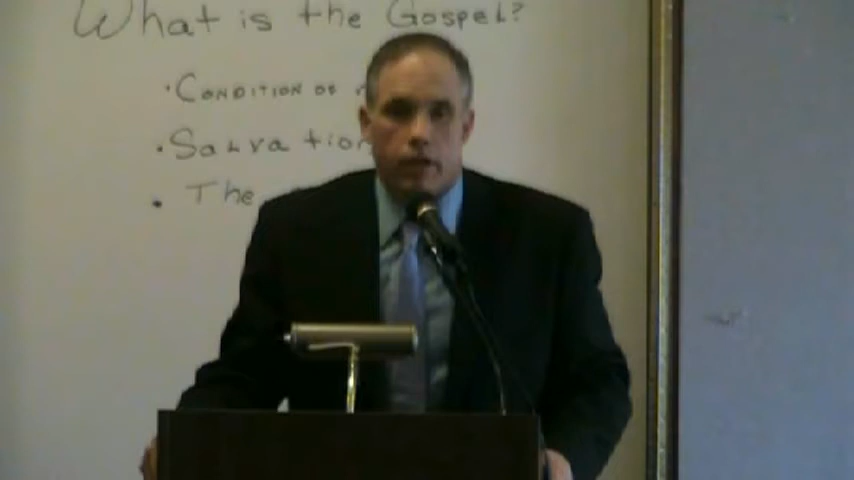 What is the Gospel?
• CONDITION OF
• Salvation
• The